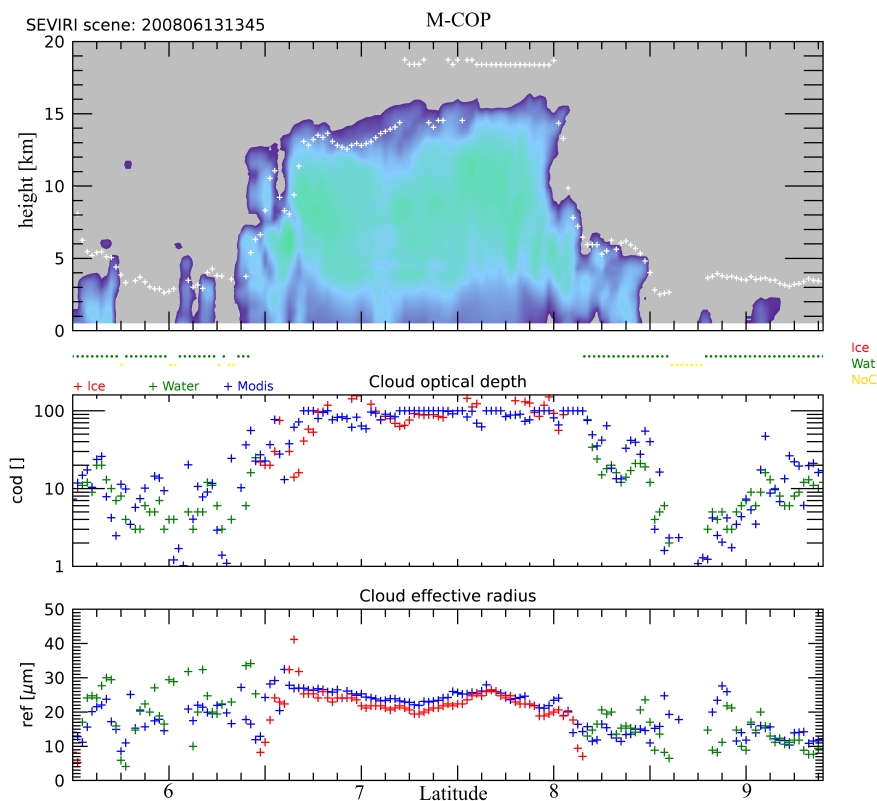 M-COP
SEVIRI scene: 200806131345
20
15
10
5
0
height [km]
Ice
Wat
NoC
+ Ice + Water + Modis
Cloud optical depth
100
10
1
cod []
Cloud effective radius
50
40
30
20
10
0
ref [μm]
6 7 8 9
Latitude